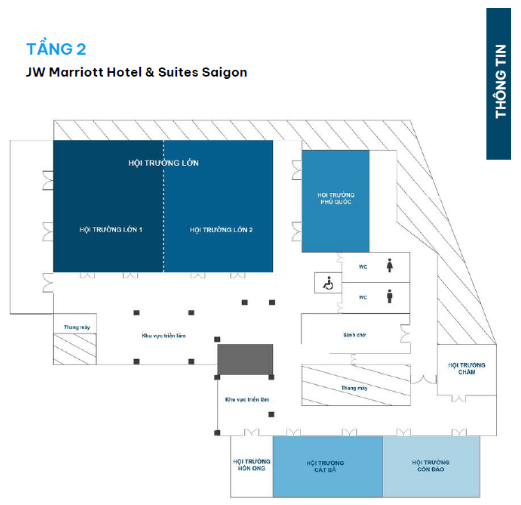 TẦNG 2
JW Marriott Hotel & Suites Saigon
THÔNG TIN
HỘI TRƯỜNG LỚN
HỘI TRƯỜNG LỚN 1
HỘI TRƯỜNG LỚN 2
HỘI TRƯỜNG
PHÚ QUỐC
WC
WC
Thang máy
Khu vực triển lãm
Sảnh chờ
HỘI TRƯỜNG
CHÀM
Thang máy
Khu vực triển lãm
HỘI TRƯỜNG
HÒN ONG
HỘI TRƯỜNG
CÁT BÀ
HỘI TRƯỜNG
CÔN ĐẢO